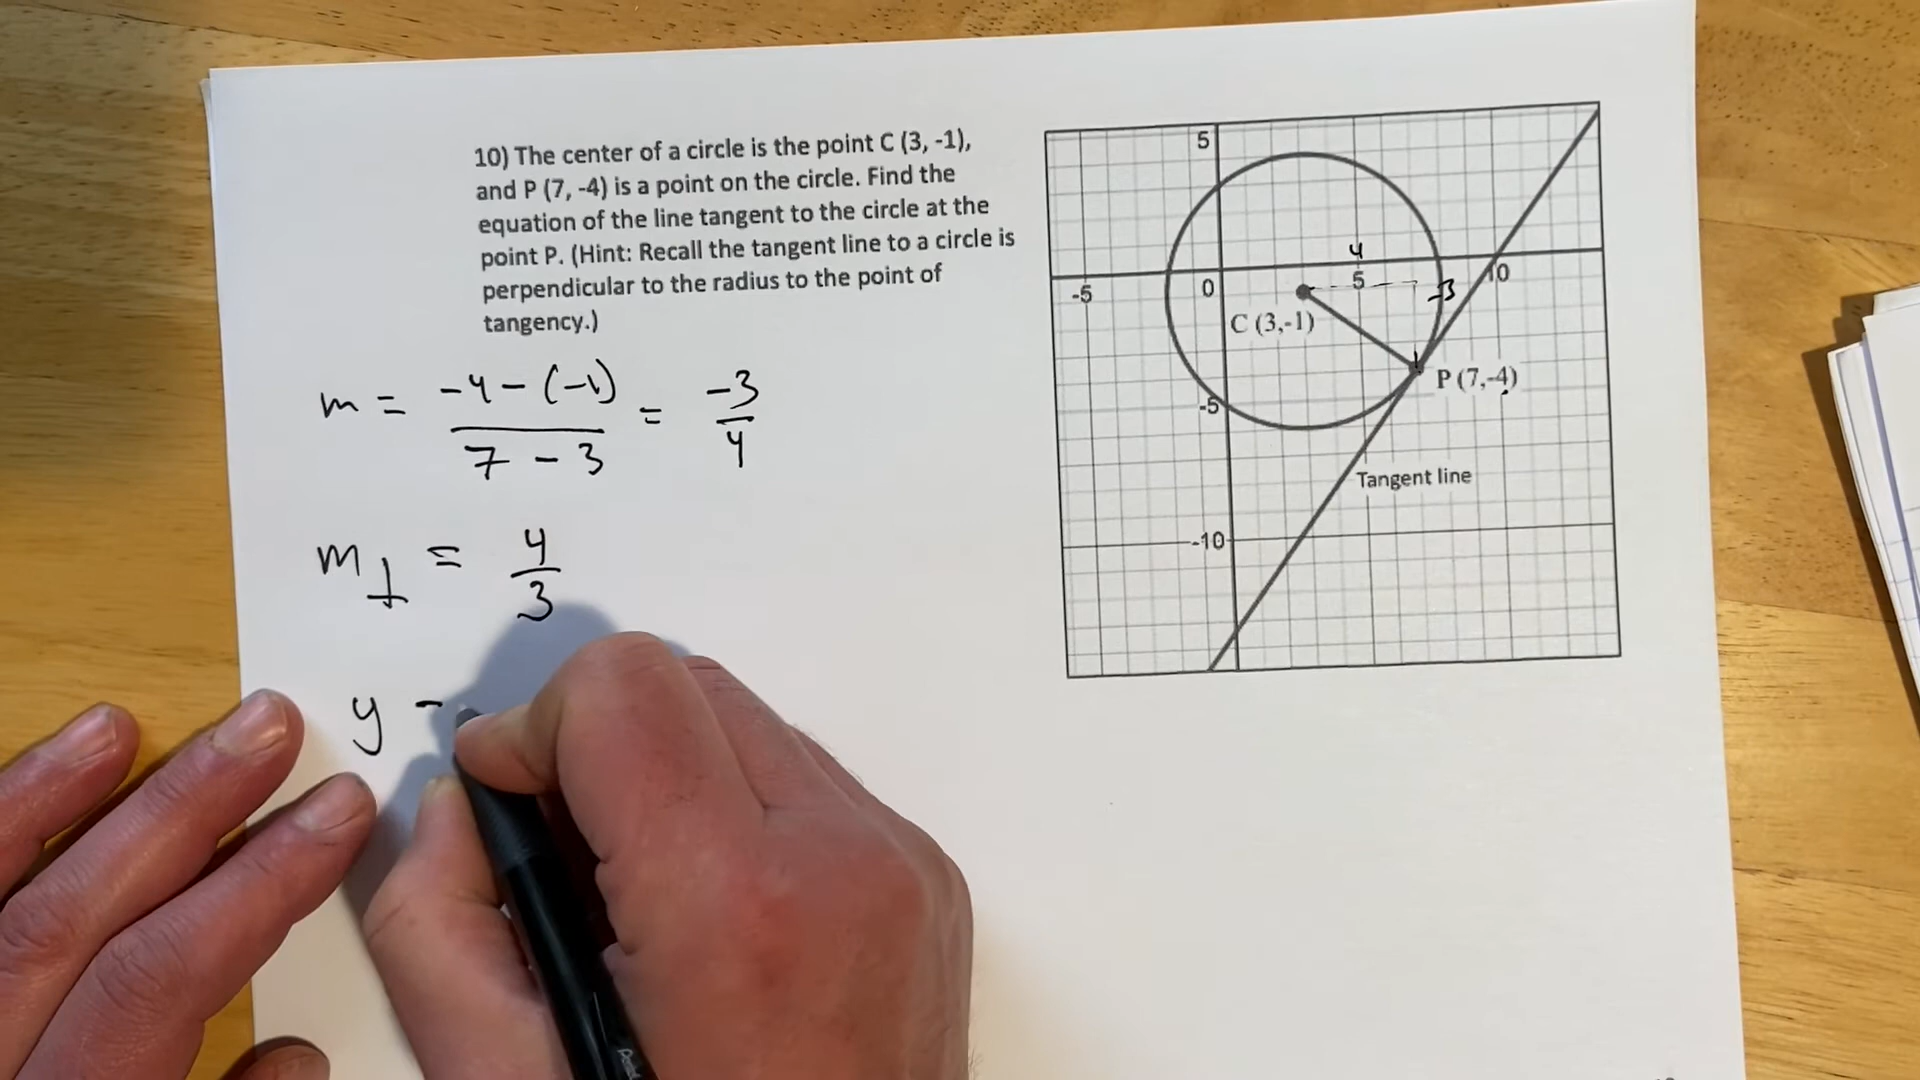 10) The center of a circle is the point C (3, -1),
and P (7, -4) is a point on the circle. Find the
equation of the line tangent to the circle at the
point P. (Hint: Recall the tangent line to a circle is
perpendicular to the radius to the point of
tangency.)
m = -4 - (-1) / 7 - 3 = -3 / 4
m⊥ = 4 / 3
y -
5
4
-5
0
5
-3
10
C (3,-1)
P (7,-4)
-5
Tangent line
-10